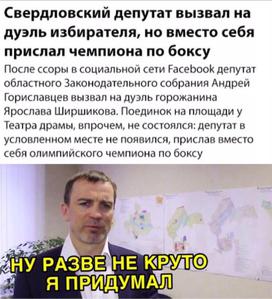 Свердловский депутат вызвал на
дуэль избирателя, но вместо себя
прислал чемпиона по боксу
После ссоры в социальной сети Facebook депутат
областного Законодательного собрания Андрей
Гориславцев вызвал на дуэль горожанина
Ярослава Ширшикова. Поединок на площади у
Театра драмы, впрочем, не состоялся: депутат в
условленном месте не появился, прислав вместо
себя олимпийского чемпиона по боксу
НУ РАЗВЕ НЕ КРУТО
Я ПРИДУМАЛ